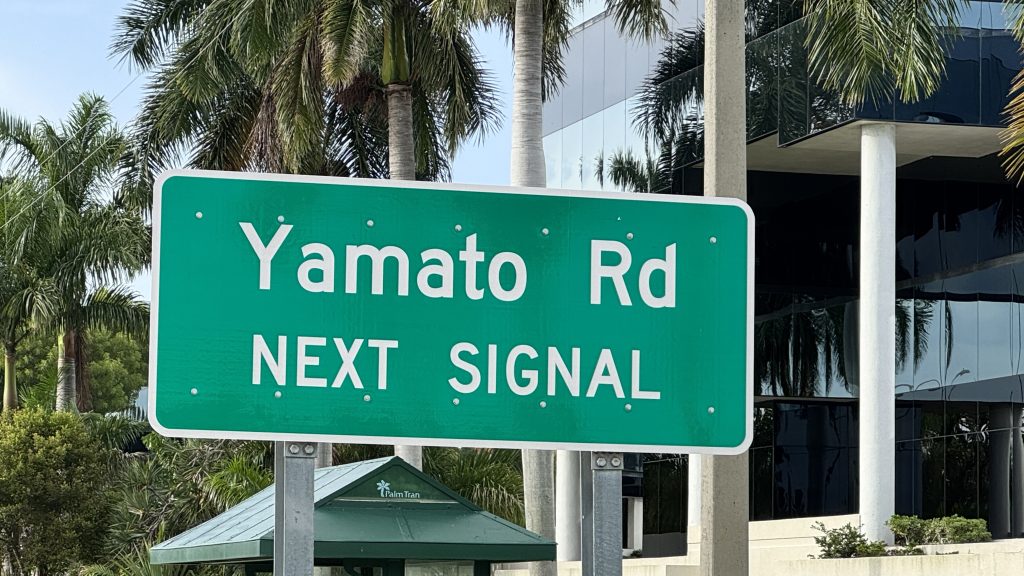 Yamato Rd
NEXT SIGNAL
Palm Tran